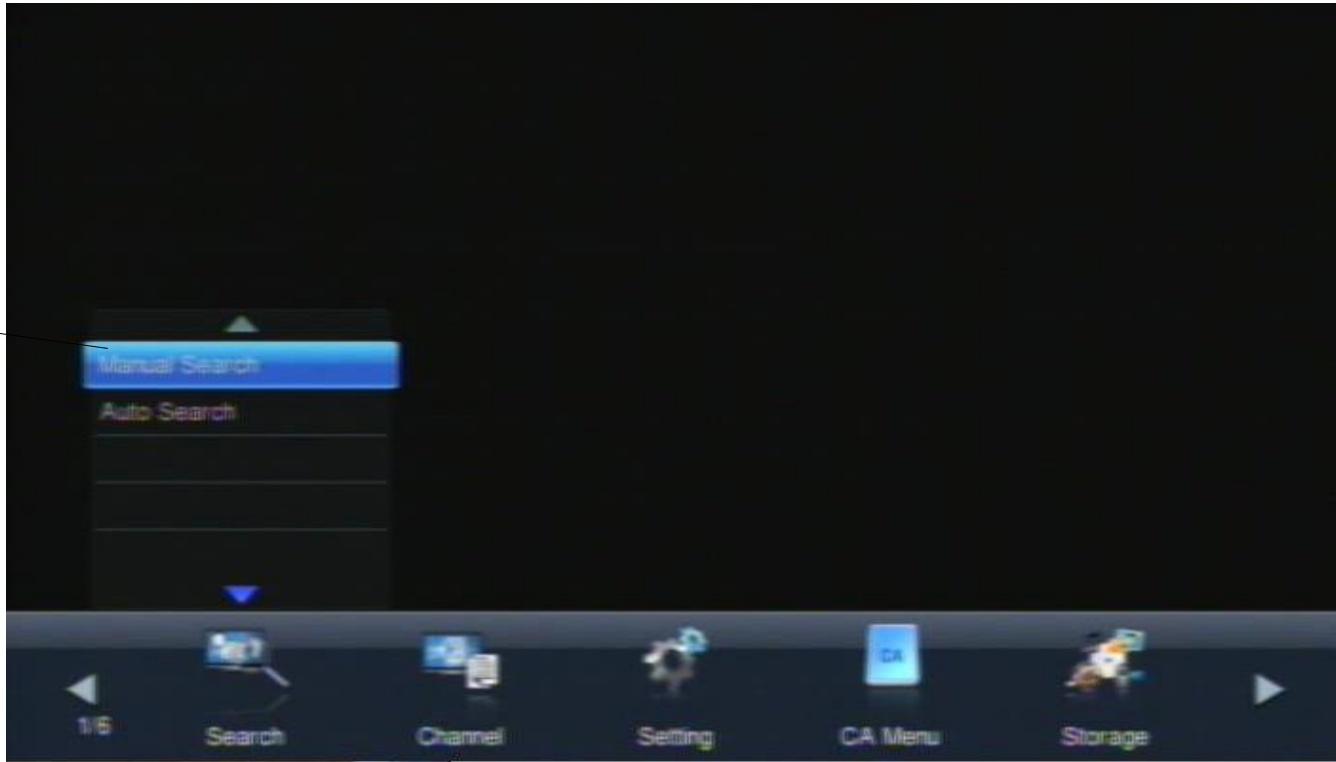 Manual Search
Auto Search
CA
1/6
Search
Channel
Setting
CA Menu
Storage